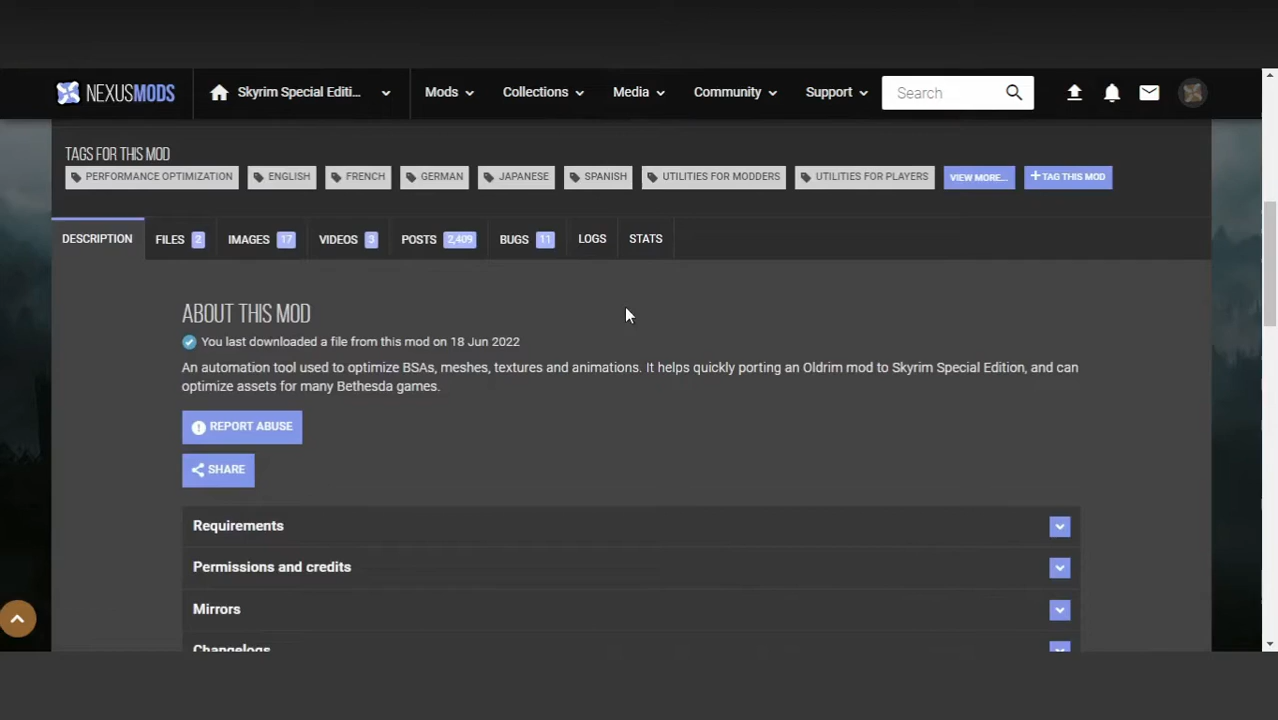 NEXUSMODS Skyrim Special Editi... Mods Collections Media Community Support Search
TAGS FOR THIS MOD
PERFORMANCE OPTIMIZATION ENGLISH FRENCH GERMAN JAPANESE SPANISH UTILITIES FOR MODDERS UTILITIES FOR PLAYERS VIEW MORE... +TAG THIS MOD
DESCRIPTION FILES 2 IMAGES 17 VIDEOS 3 POSTS 2,409 BUGS 11 LOGS STATS
ABOUT THIS MOD
You last downloaded a file from this mod on 18 Jun 2022
An automation tool used to optimize BSAs, meshes, textures and animations. It helps quickly porting an Oldrim mod to Skyrim Special Edition, and can
optimize assets for many Bethesda games.
REPORT ABUSE
SHARE
Requirements
Permissions and credits
Mirrors
Changelogs